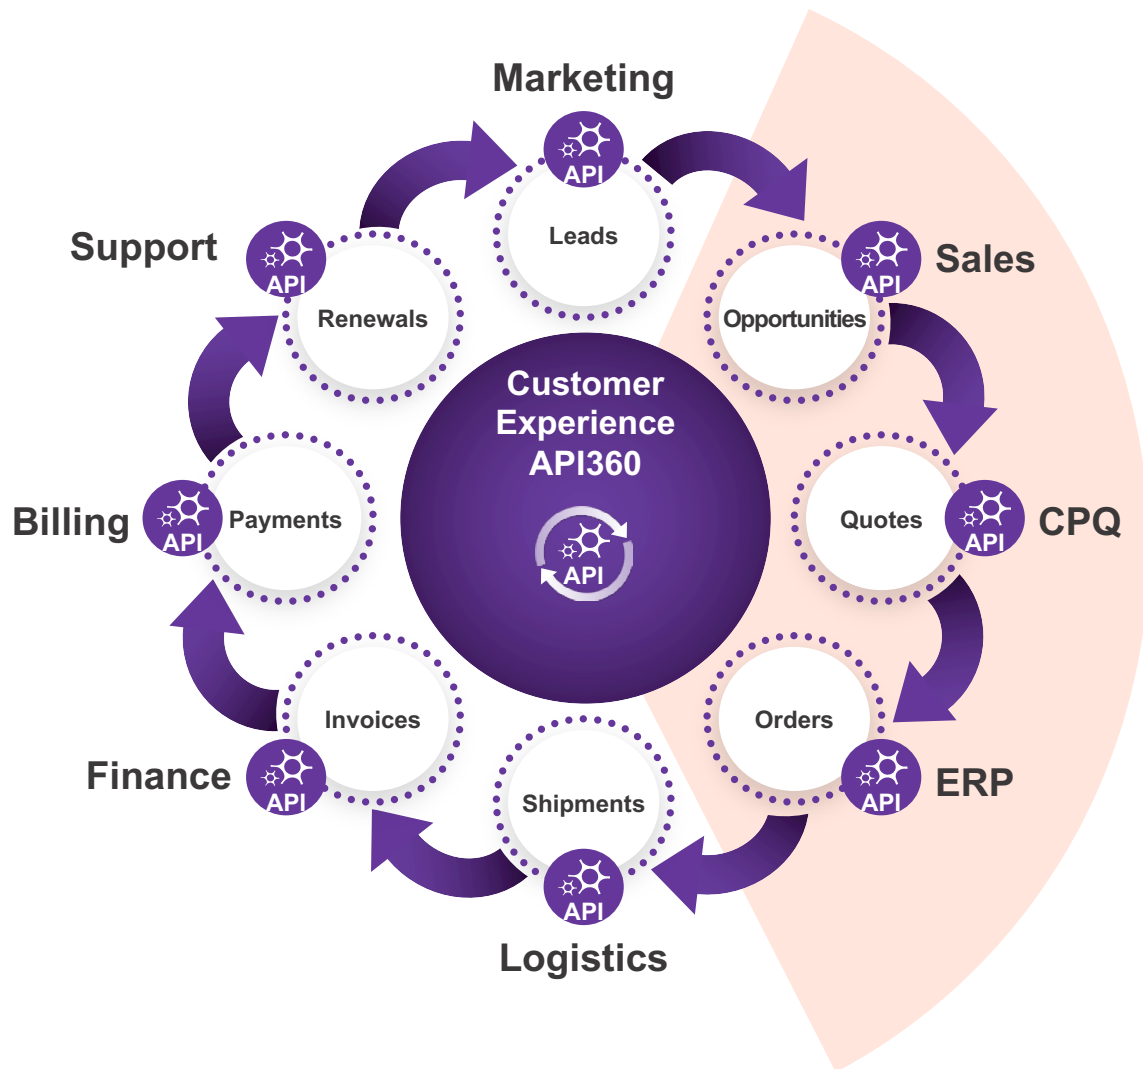 Marketing
API
Leads
Sales
API
Opportunities
CPQ
API
Quotes
ERP
API
Orders
Logistics
API
Shipments
Finance
API
Invoices
Billing
API
Payments
Support
API
Renewals
Customer
Experience
API360
API